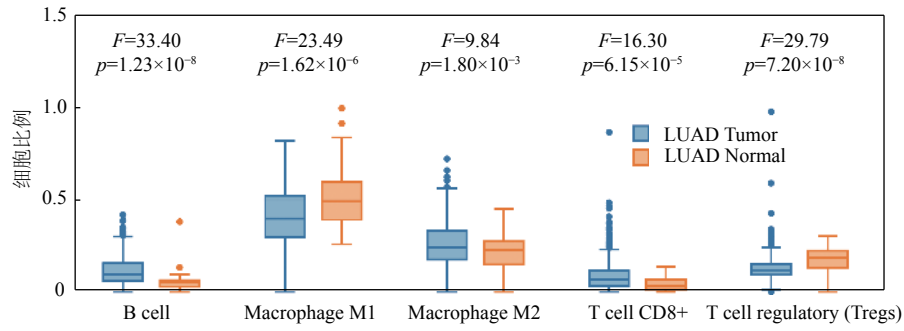 1.5
F=33.40 F=23.49 F=9.84 F=16.30 F=29.79
p=1.23×10⁻⁸ p=1.62×10⁻⁶ p=1.80×10⁻³ p=6.15×10⁻⁵ p=7.20×10⁻⁸
1.0
细胞比例
LUAD Tumor
LUAD Normal
0.5
0
B cell Macrophage M1 Macrophage M2 T cell CD8+ T cell regulatory (Tregs)